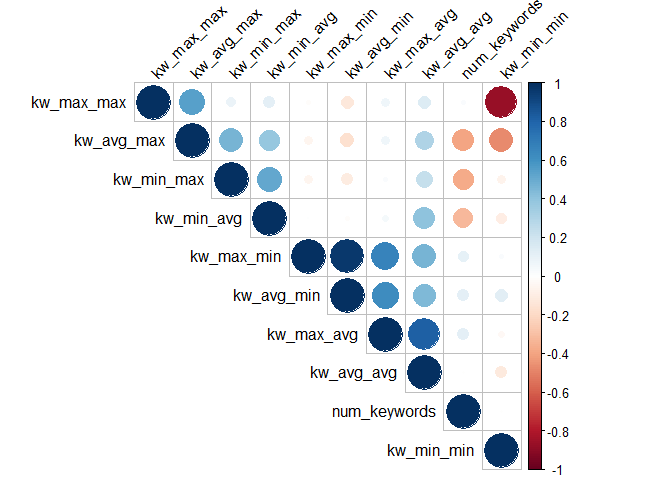 kw_max_max
kw_avg_max
kw_min_max
kw_min_avg
kw_max_min
kw_avg_min
kw_max_avg
kw_avg_avg
num_keywords
kw_min_min
kw_max_max
kw_avg_max
kw_min_max
kw_min_avg
kw_max_min
kw_avg_min
kw_max_avg
kw_avg_avg
num_keywords
kw_min_min
1
0.8
0.6
0.4
0.2
0
-0.2
-0.4
-0.6
-0.8
-1